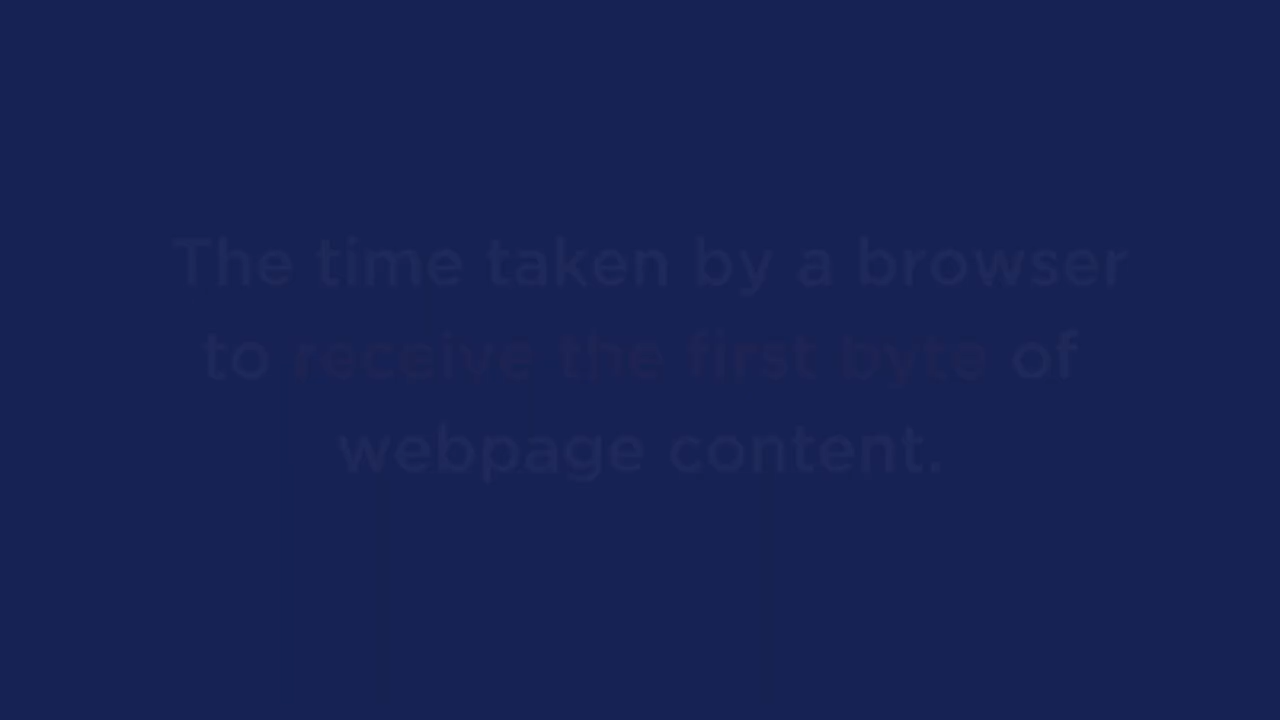 The time taken by a browser
to receive the first byte of
webpage content.